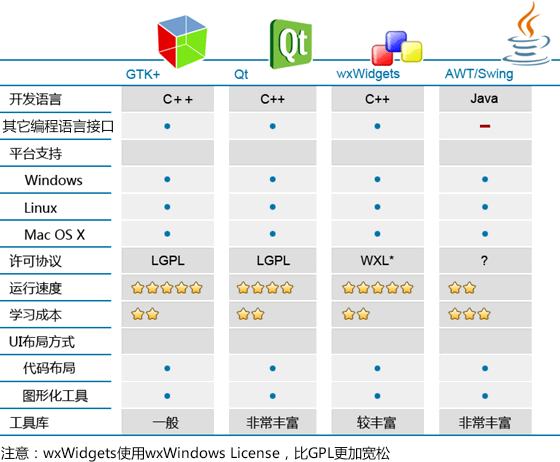 Qt
GTK+ Qt wxWidgets AWT/Swing
开发语言 C++ C++ C++ Java
其它编程语言接口 • • • -
平台支持
Windows • • • •
Linux • • • •
Mac OS X • • • •
许可协议 LGPL LGPL WXL* ?
运行速度
学习成本
UI布局方式
代码布局 • • • •
图形化工具 • • • •
工具库 一般 非常丰富 较丰富 非常丰富
注意：wxWidgets使用wxWindows License，比GPL更加宽松